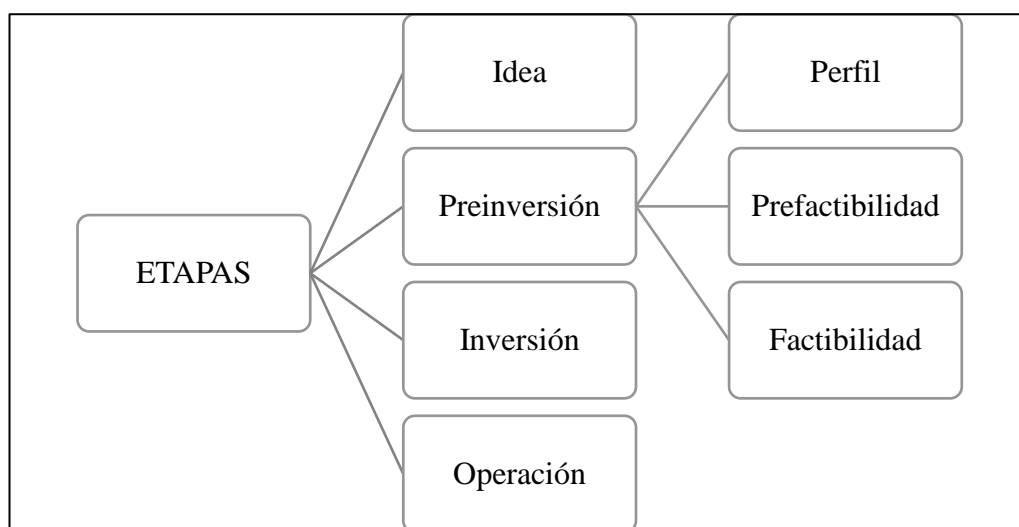 ETAPAS
Idea
Preinversión
Inversión
Operación
Perfil
Prefactibilidad
Factibilidad